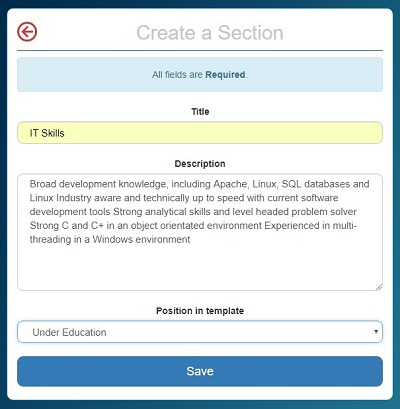 Create a Section
All fields are Required.
Title
IT Skills
Description
Broad development knowledge, including Apache, Linux, SQL databases and
Linux Industry aware and technically up to speed with current software
development tools Strong analytical skills and level headed problem solver
Strong C and C+ in an object orientated environment Experienced in multi-
threading in a Windows environment
Position in template
Under Education
Save